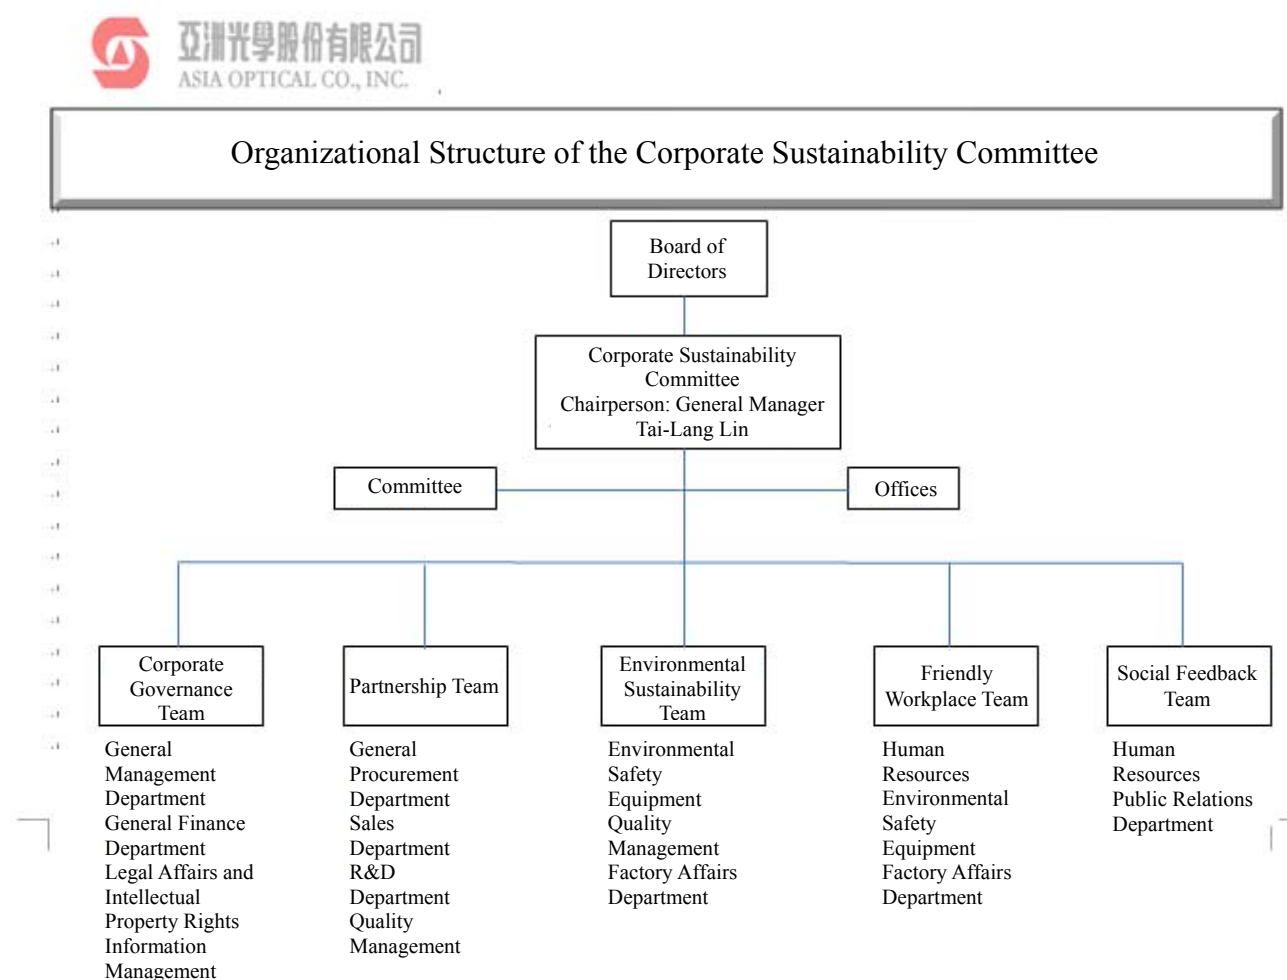 亞洲光學股份有限公司
ASIA OPTICAL CO., INC.
Organizational Structure of the Corporate Sustainability Committee
Board of
Directors
Corporate Sustainability
Committee
Chairperson: General Manager
Tai-Lang Lin
Committee
Offices
Corporate
Governance
Team
Partnership Team
Environmental
Sustainability
Team
Friendly
Workplace Team
Social Feedback
Team
General
Management
Department
General Finance
Department
Legal Affairs and
Intellectual
Property Rights
Information
Management
General
Procurement
Department
Sales
Department
R&D
Department
Quality
Management
Environmental
Safety
Equipment
Quality
Management
Factory Affairs
Department
Human
Resources
Environmental
Safety
Equipment
Factory Affairs
Department
Human
Resources
Public Relations
Department